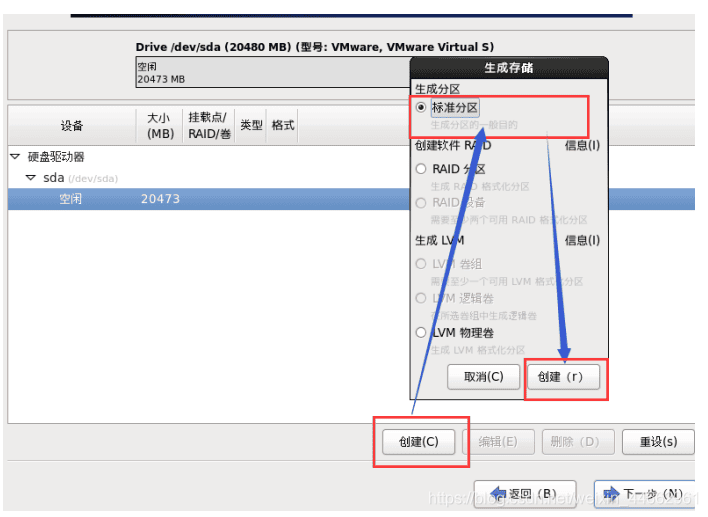 Drive /dev/sda (20480 MB) (型号: VMware, VMware Virtual S)
空闲
20473 MB
设备
大小
(MB)
挂载点/
RAID/卷
类型
格式
硬盘驱动器
sda (/dev/sda)
空闲 20473
生成存储
生成分区
标准分区
生成分区的一般目的
创建软件 RAID 信息(I)
RAID 分区
生成 RAID 格式化分区
RAID 设备
需要至少两个可用 RAID 格式化分区
生成 LVM 信息(I)
LVM 卷组
需要至少一个可用 LVM 格式化分区
LVM 逻辑卷
在所选卷组中生成逻辑卷
LVM 物理卷
生成 LVM 格式化分区
取消(C) 创建（r）
创建(C) 编辑(E) 删除（D） 重设(s)
返回（B） 下一步（N）